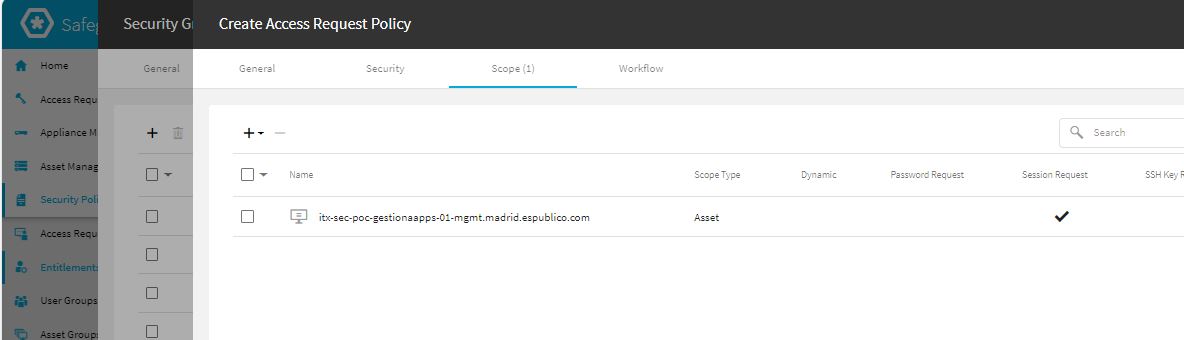 Safeg
Security Gr
Create Access Request Policy
Home
Access Requ
Appliance M
Asset Manag
Security Poli
Access Requ
Entitlements
User Groups
Asset Groups
General
General
Security
Scope (1)
Workflow
Search
Name
Scope Type
Dynamic
Password Request
Session Request
SSH Key R
itx-sec-poc-gestionaapps-01-mgmt.madrid.espublico.com
Asset